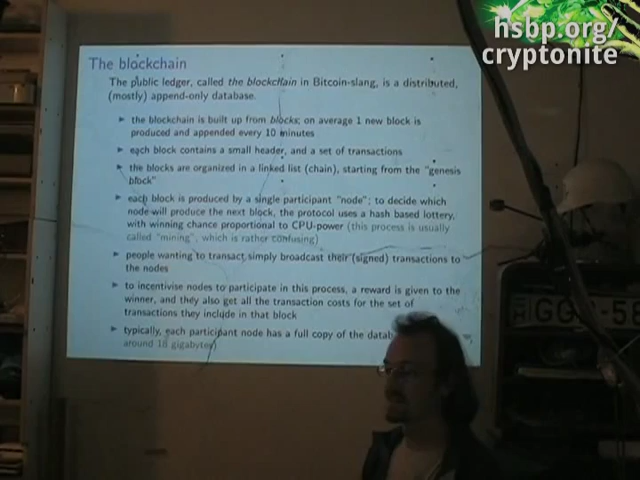 hsbp.org/
cryptonite
The blockchain
The public ledger, called the blockchain in Bitcoin-slang, is a distributed,
(mostly) append-only database.
the blockchain is built up from blocks; on average 1 new block is
produced and appended every 10 minutes
each block contains a small header, and a set of transactions
the blocks are organized in a linked list (chain), starting from the "genesis
block"
each block is produced by a single participant "node"; to decide which
node will produce the next block, the protocol uses a hash based lottery,
with winning chance proportional to CPU-power (this process is usually
called "mining", which is rather confusing)
people wanting to transact simply broadcast their (signed) transactions to
the nodes
to incentivise nodes to participate in this process, a reward is given to the
winner, and they also get all the transaction costs for the set of
transactions they include in that block
typically, each participant node has a full copy of the
around 18 gigabytes)